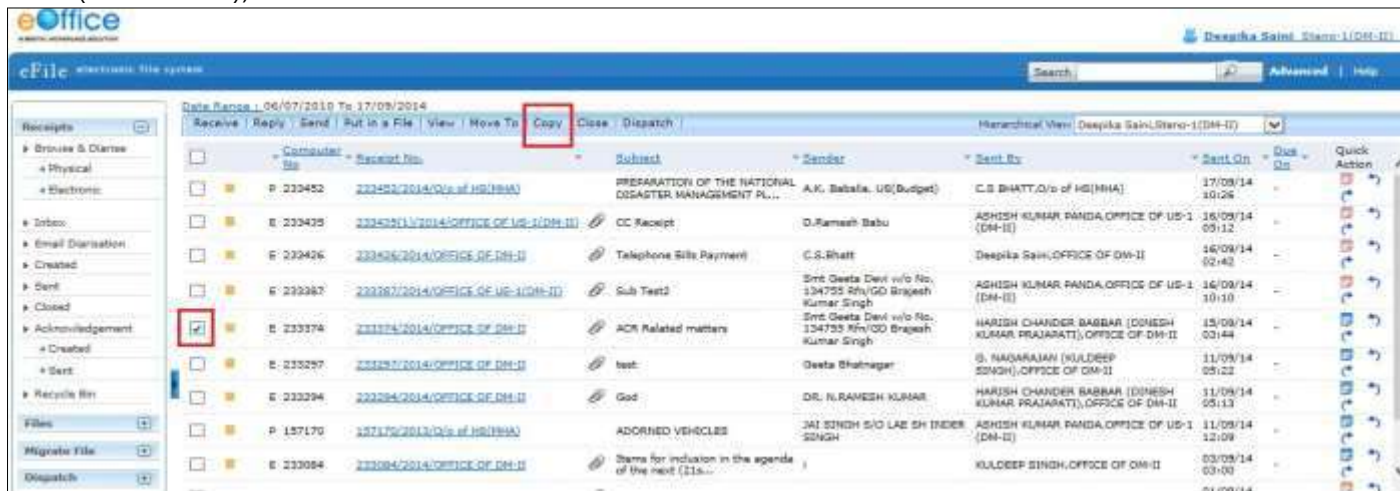 eOffice
Deepika Saini, Steno-1(DM-II)
eFile electronic file system
Search
Advanced | Help
Date Range : 06/07/2010 To 17/09/2014
Receive | Reply | Send | Put in a File | View | Move To | Copy | Close | Dispatch |
Hierarchical View Deepika Saini,Steno-1(DM-II)
Receipts
Browse & Diarise
Physical
Electronic
Inbox
Email Diarisation
Created
Sent
Closed
Acknowledgement
Created
Sent
Recycle Bin
Files
Migrate File
Dispatch
Computer No Receipt No. Subject Sender Sent By Sent On Due On Quick Action
P 233452 233452/2014/O/o of HS(MHA) PREPARATION OF THE NATIONAL DISASTER MANAGEMENT PL... US(Budget) C.S BHATT,O/o of HS(MHA) 17/09/14 10:26 -
E 233435 233435(1)/2014/OFFICE OF US-1(DM-II) CC Receipt D.Ramesh Babu ASHISH KUMAR PANDA,OFFICE OF US-1 (DM-II) 16/09/14 05:12 -
E 233426 233426/2014/OFFICE OF DM-II Telephone Bills Payment C.S.Bhatt Deepika Saini,OFFICE OF DM-II 16/09/14 02:42 -
E 233387 233387/2014/OFFICE OF US-1(DM-II) Sub Test2 Smt Geeta Devi w/o No. 134755 Rfn/GD Brajesh Kumar Singh ASHISH KUMAR PANDA,OFFICE OF US-1 (DM-II) 16/09/14 10:10 -
E 233374 233374/2014/OFFICE OF DM-II ACR Related matters Smt Geeta Devi w/o No. 134755 Rfn/GD Brajesh Kumar Singh HARISH CHANDER BABBAR (DINESH KUMAR PRAJAPATI),OFFICE OF DM-II 15/09/14 03:44 -
E 233297 233297/2014/OFFICE OF DM-II test Geeta Bhatnagar G. NAGARAJAN (KULDEEP SINGH),OFFICE OF DM-II 11/09/14 05:22 -
E 233294 233294/2014/OFFICE OF DM-II God DR. N.RAMESH KUMAR HARISH CHANDER BABBAR (DINESH KUMAR PRAJAPATI),OFFICE OF DM-II 11/09/14 05:13 -
P 157170 157170/2013/O/o of HS(MHA) ADORNED VEHICLES JAI SINGH S/O LAE SH INDER SINGH ASHISH KUMAR PANDA,OFFICE OF US-1 (DM-II) 11/09/14 12:09 -
E 233084 233084/2014/OFFICE OF DM-II Items for inclusion in the agenda of the next (21s... KULDEEP SINGH,OFFICE OF DM-II 03/09/14 03:00 -